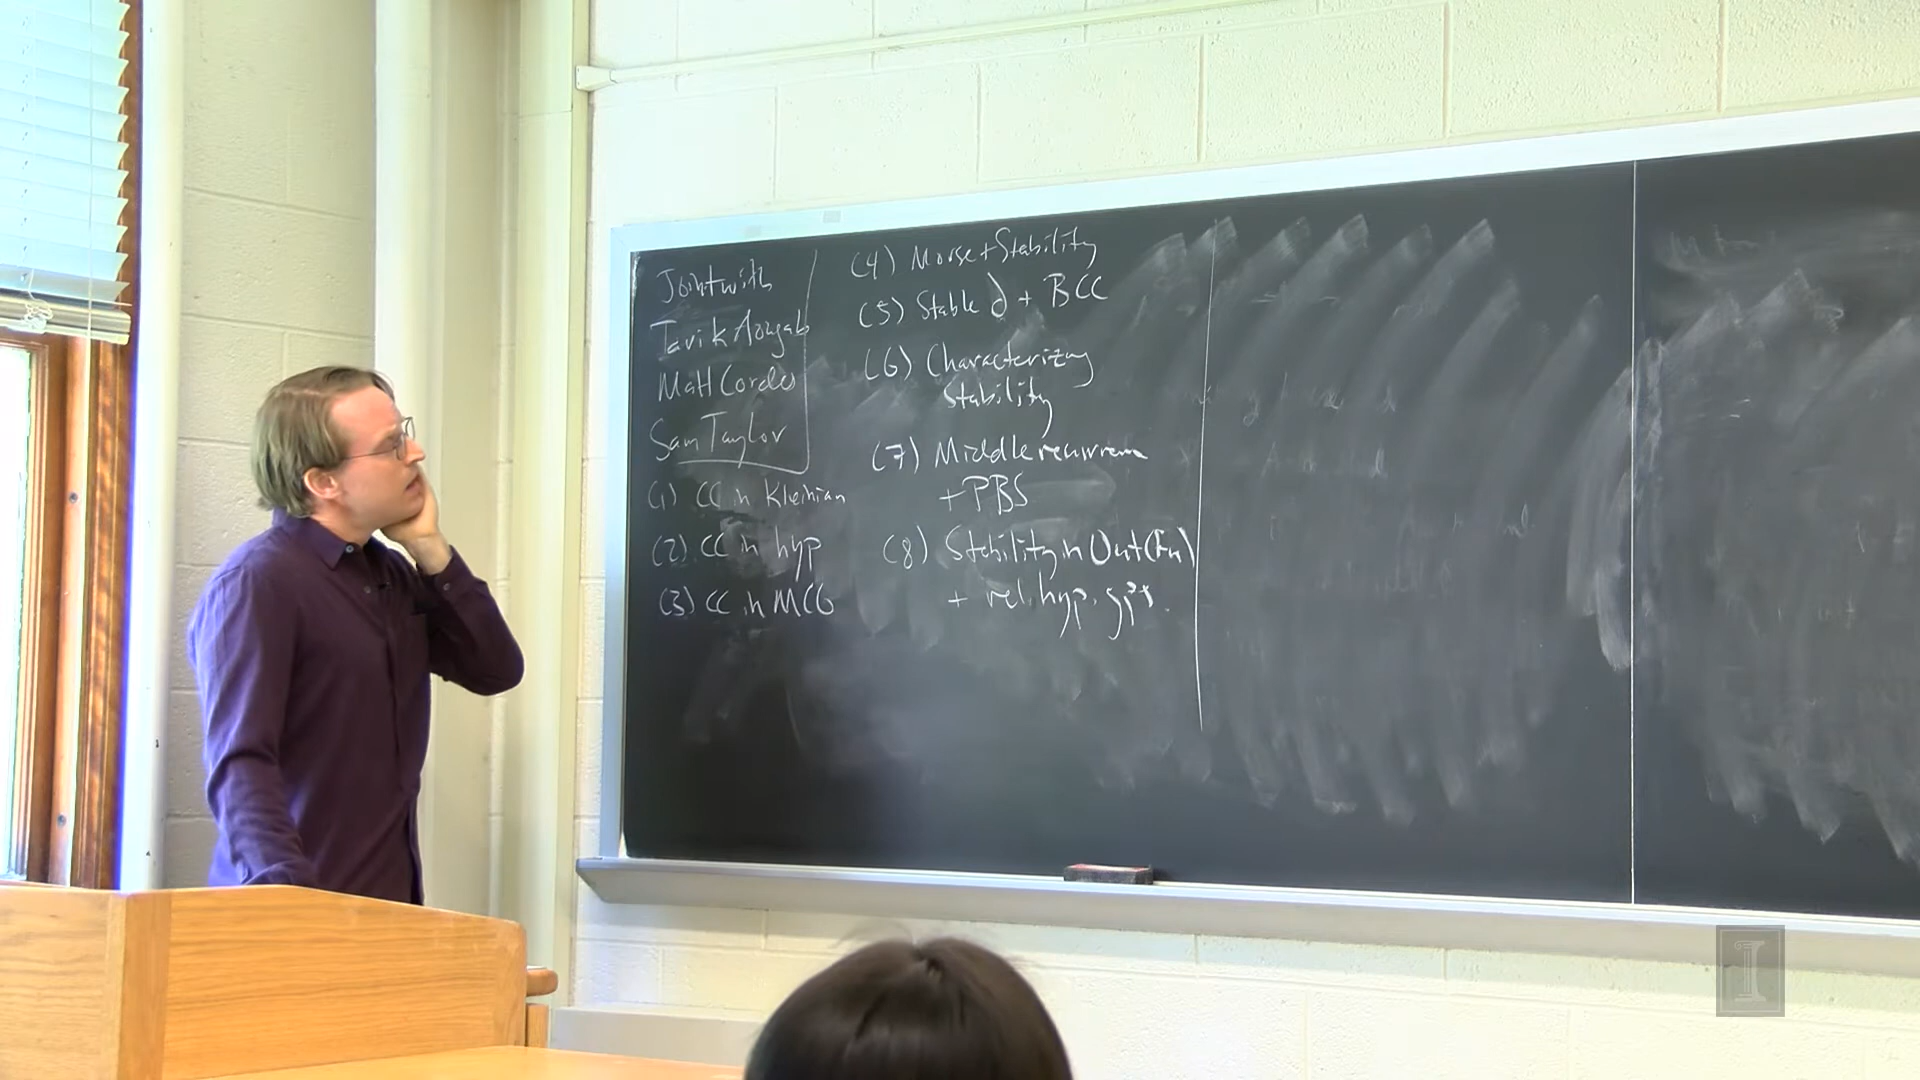 Joint with
Tarik Aougab
Matt Cordes
Sam Taylor
(1) CC in Kleinian
(2) CC in hyp
(3) CC in MCG
(4) Morse + Stability
(5) Stable ∂ + BCC
(6) Characterizing
Stability
(7) Middle recurrence
+ PBS
(8) Stability in Out(Fn)
+ rel. hyp. gps.
I